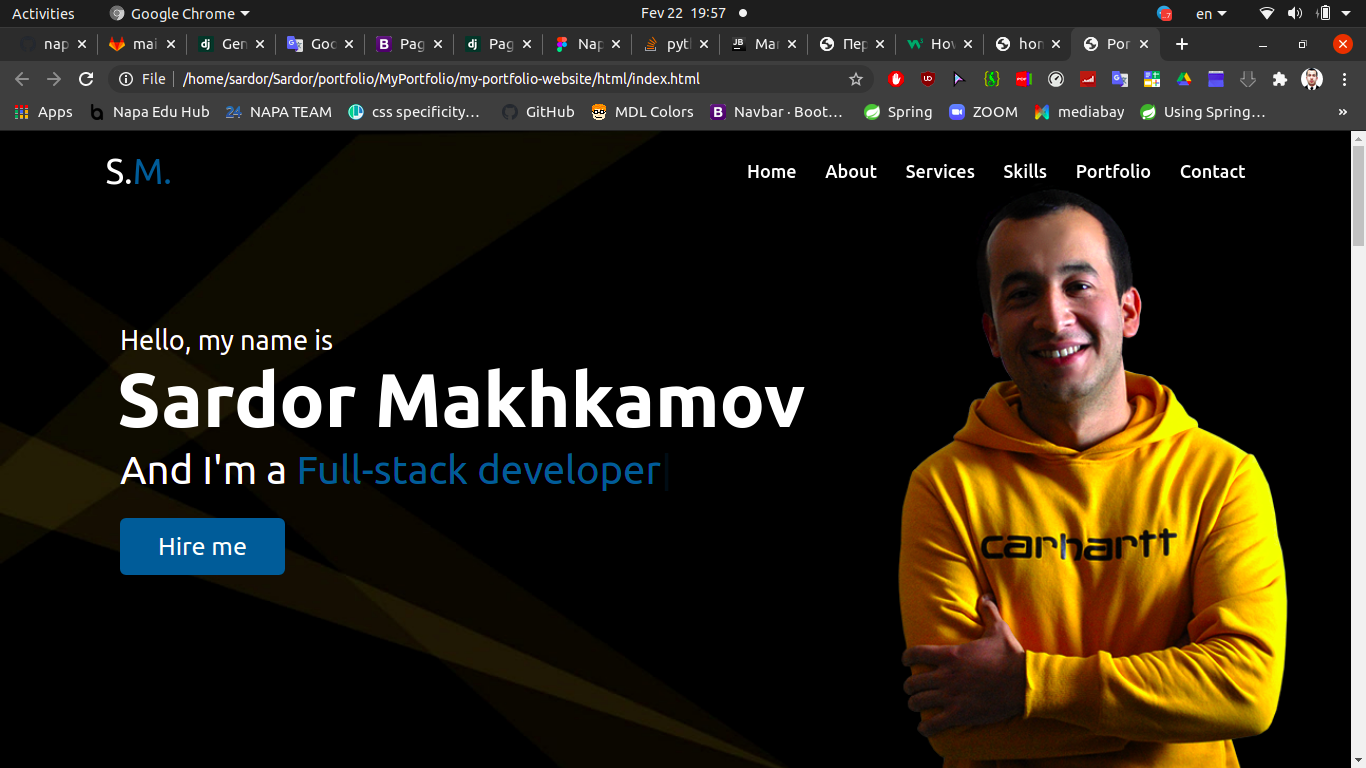 Activities Google Chrome Fev 22 19:57 en
nap mai Gen Goo Pag Pag Nap pyt Mar Пер Hov hor Por
File /home/sardor/Sardor/portfolio/MyPortfolio/my-portfolio-website/html/index.html
Apps Napa Edu Hub 24 NAPA TEAM css specificity… GitHub MDL Colors Navbar · Boot… Spring ZOOM mediabay Using Spring… »
S.M. Home About Services Skills Portfolio Contact
Hello, my name is
Sardor Makhkamov
And I'm a Full-stack developer
Hire me
carhartt